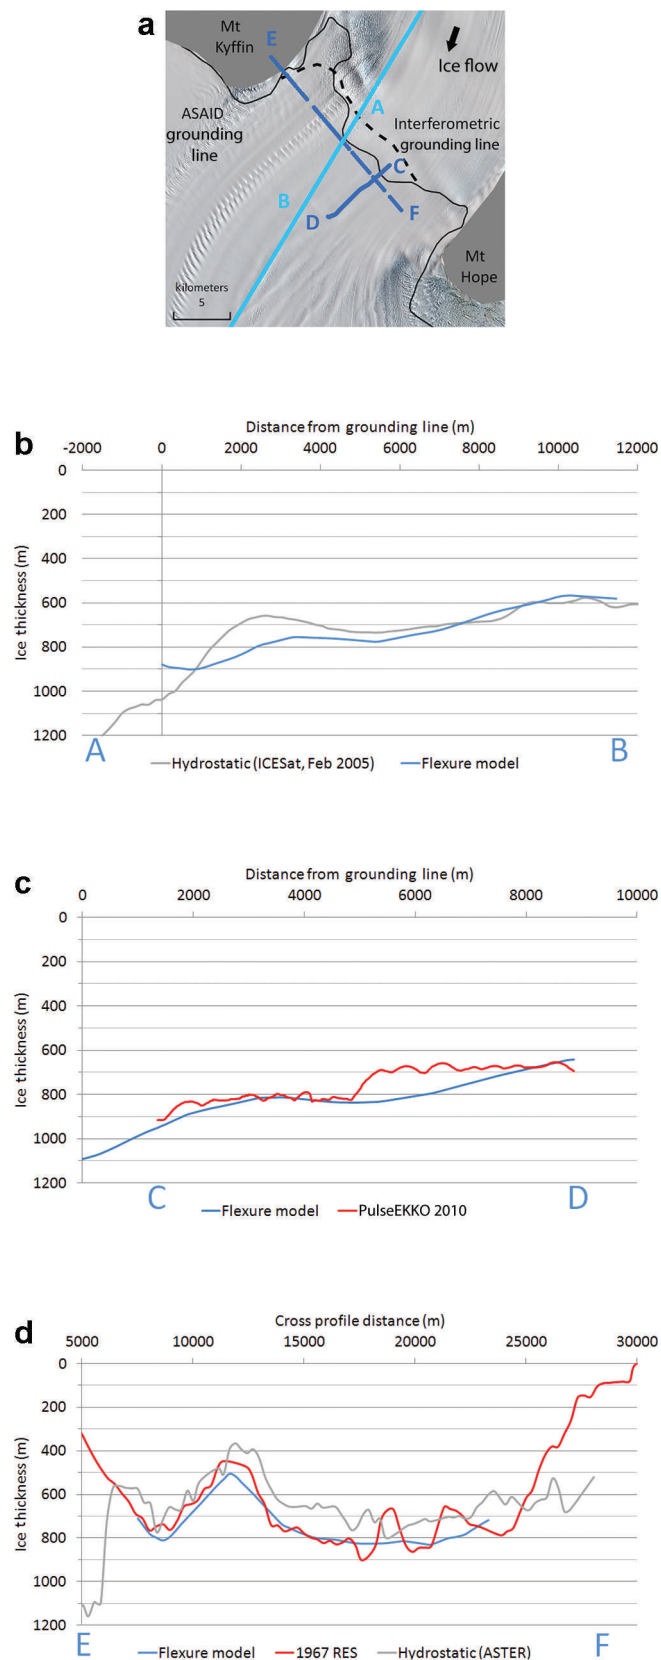 a
Mt
Kyffin
E
Ice flow
ASAID
grounding
line
A
Interferometric
grounding line
C
B
D
F
Mt
Hope
kilometers
5
b
Distance from grounding line (m)
-2000 0 2000 4000 6000 8000 10000 12000
0
200
400
600
800
1000
1200
Ice thickness (m)
A
B
Hydrostatic (ICESat, Feb 2005) Flexure model
c
Distance from grounding line (m)
0 2000 4000 6000 8000 10000
0
200
400
600
800
1000
1200
Ice thickness (m)
C
D
Flexure model PulseEKKO 2010
d
Cross profile distance (m)
5000 10000 15000 20000 25000 30000
0
200
400
600
800
1000
1200
Ice thickness (m)
E
F
Flexure model 1967 RES Hydrostatic (ASTER)